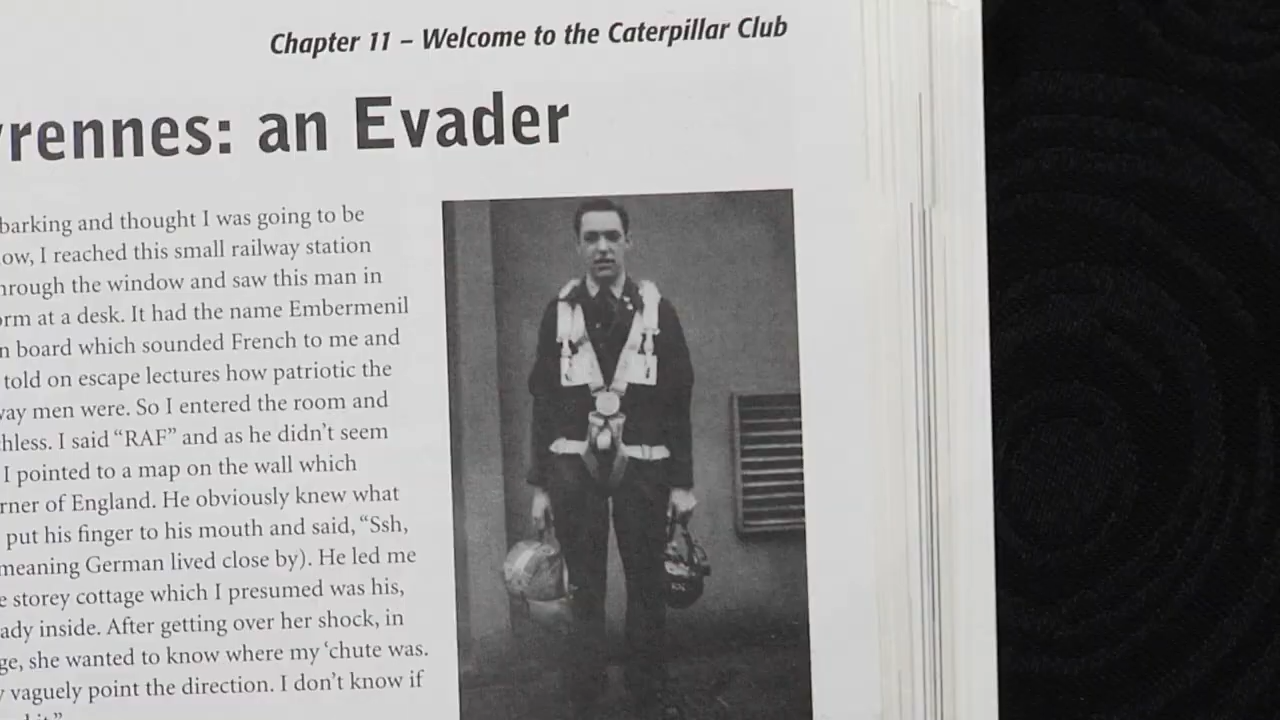 Chapter 11 – Welcome to the Caterpillar Club
yrennes: an Evader
barking and thought I was going to be
ow, I reached this small railway station
hrough the window and saw this man in
orm at a desk. It had the name Embermenil
n board which sounded French to me and
told on escape lectures how patriotic the
way men were. So I entered the room and
hless. I said “RAF” and as he didn’t seem
I pointed to a map on the wall which
rner of England. He obviously knew what
put his finger to his mouth and said, “Ssh,
meaning German lived close by). He led me
e storey cottage which I presumed was his,
ady inside. After getting over her shock, in
ge, she wanted to know where my ‘chute was.
y vaguely point the direction. I don’t know if